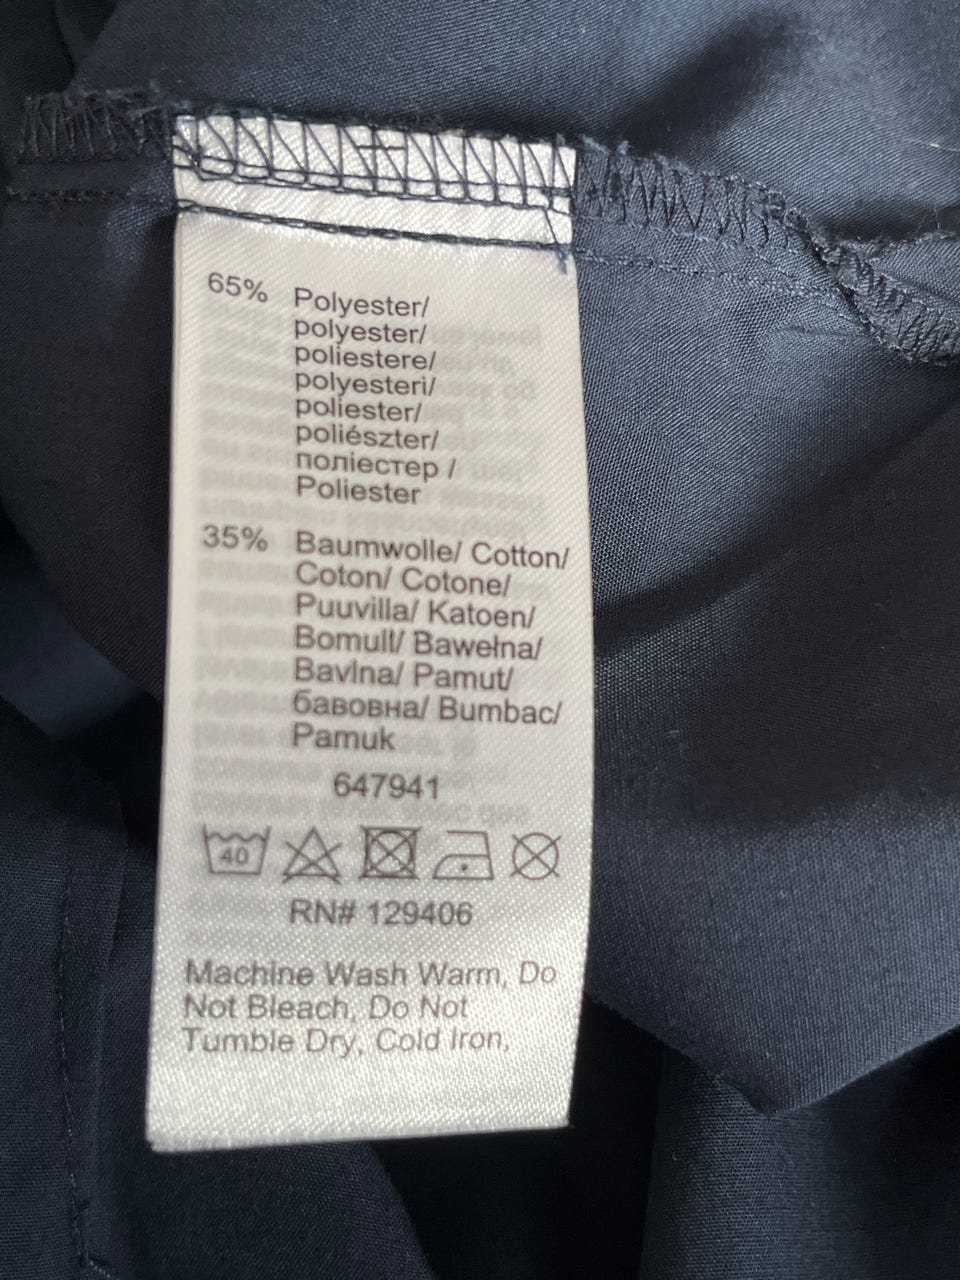 65% Polyester/
polyester/
poliestere/
polyesteri/
poliester/
poliészter/
поліестер /
Poliester
35% Baumwolle/ Cotton/
Coton/ Cotone/
Puuvilla/ Katoen/
Bomull/ Bawełna/
Bavlna/ Pamut/
бавовна/ Bumbac/
Pamuk
647941
40
RN# 129406
Machine Wash Warm, Do
Not Bleach, Do Not
Tumble Dry, Cold Iron,